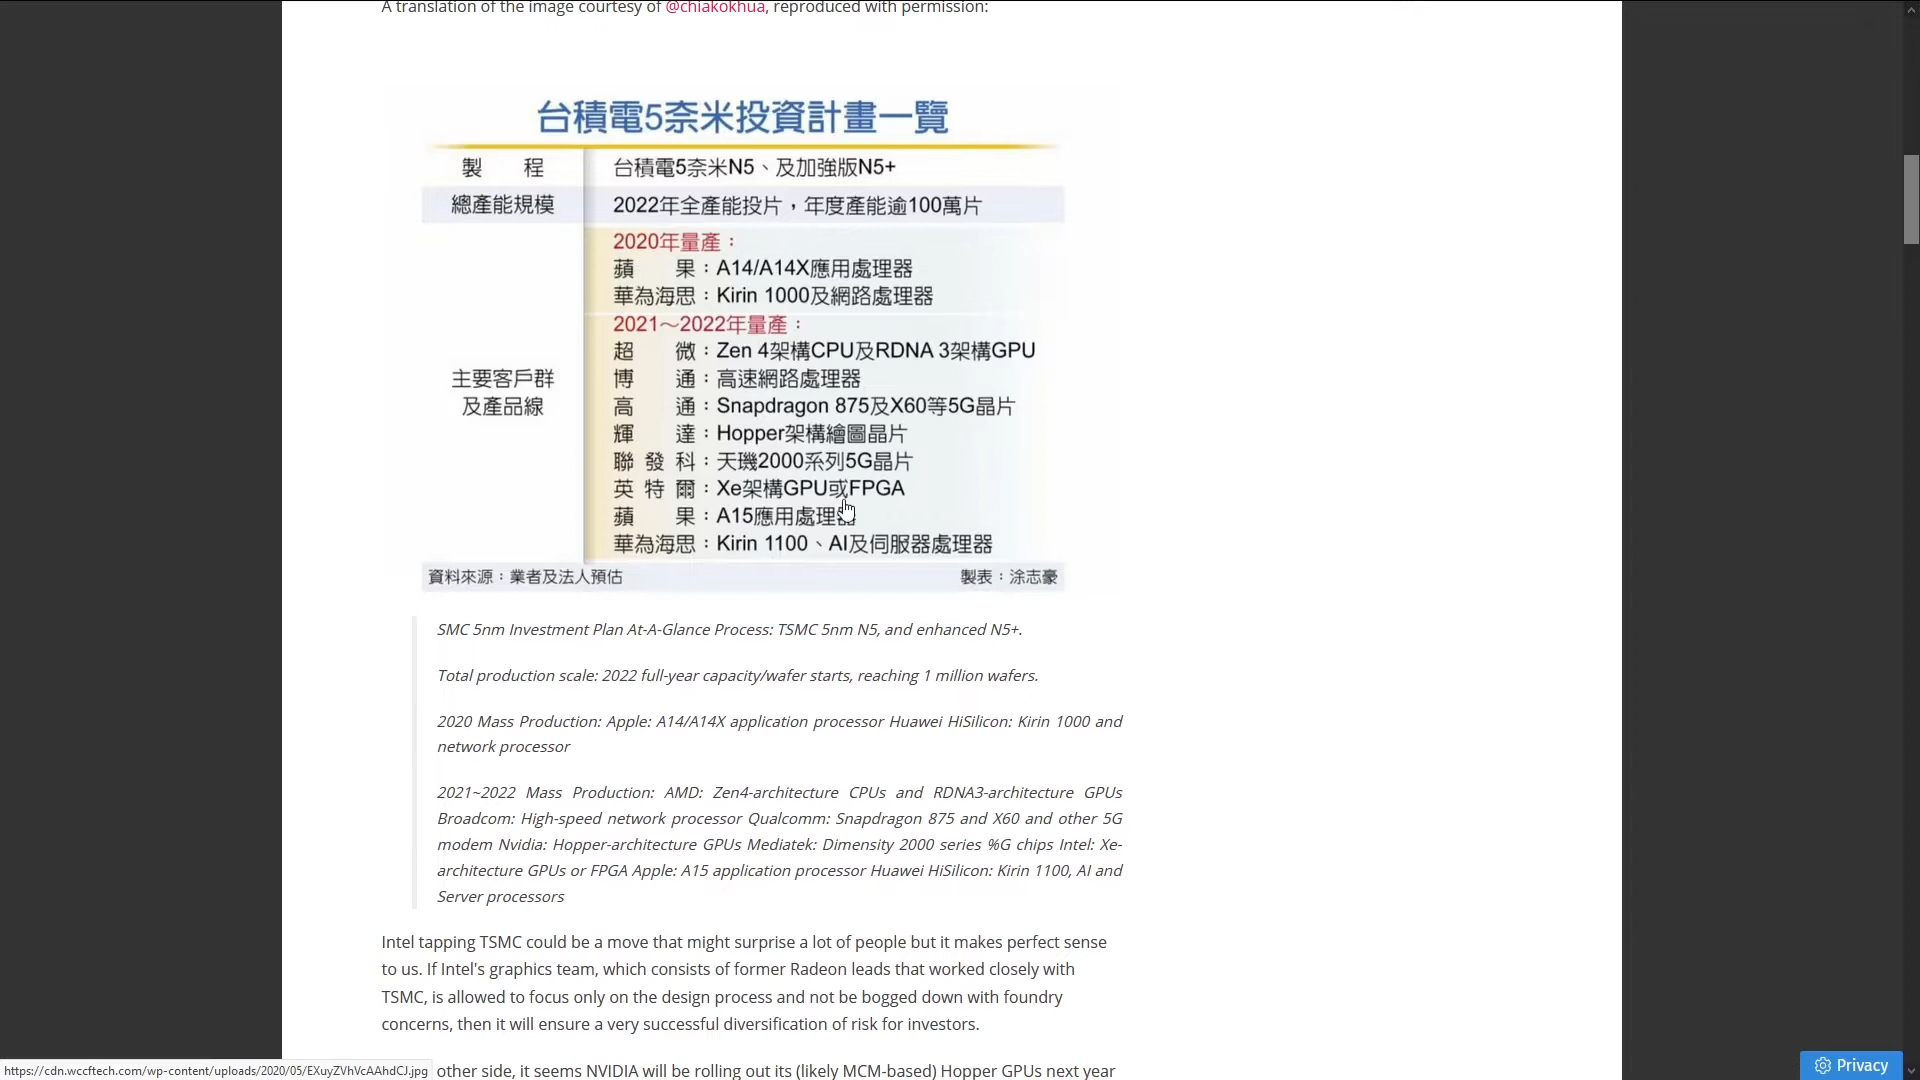 A translation of the image courtesy of @chiakokhua, reproduced with permission:
台積電5奈米投資計畫一覽
製程 台積電5奈米N5、及加強版N5+
總產能規模 2022年全產能投片，年度產能逾100萬片
主要客戶群及產品線
2020年量產：
蘋果：A14/A14X應用處理器
華為海思：Kirin 1000及網路處理器
2021～2022年量產：
超微：Zen 4架構CPU及RDNA 3架構GPU
博通：高速網路處理器
高通：Snapdragon 875及X60等5G晶片
輝達：Hopper架構繪圖晶片
聯發科：天璣2000系列5G晶片
英特爾：Xe架構GPU或FPGA
蘋果：A15應用處理器
華為海思：Kirin 1100、AI及伺服器處理器
資料來源：業者及法人預估 製表：涂志豪
SMC 5nm Investment Plan At-A-Glance Process: TSMC 5nm N5, and enhanced N5+.
Total production scale: 2022 full-year capacity/wafer starts, reaching 1 million wafers.
2020 Mass Production: Apple: A14/A14X application processor Huawei HiSilicon: Kirin 1000 and
network processor
2021~2022 Mass Production: AMD: Zen4-architecture CPUs and RDNA3-architecture GPUs
Broadcom: High-speed network processor Qualcomm: Snapdragon 875 and X60 and other 5G
modem Nvidia: Hopper-architecture GPUs Mediatek: Dimensity 2000 series %G chips Intel: Xe-
architecture GPUs or FPGA Apple: A15 application processor Huawei HiSilicon: Kirin 1100, AI and
Server processors
Intel tapping TSMC could be a move that might surprise a lot of people but it makes perfect sense
to us. If Intel's graphics team, which consists of former Radeon leads that worked closely with
TSMC, is allowed to focus only on the design process and not be bogged down with foundry
concerns, then it will ensure a very successful diversification of risk for investors.
other side, it seems NVIDIA will be rolling out its (likely MCM-based) Hopper GPUs next year
https://cdn.wccftech.com/wp-content/uploads/2020/05/EXuyZVhVcAAhdCJ.jpg
Privacy